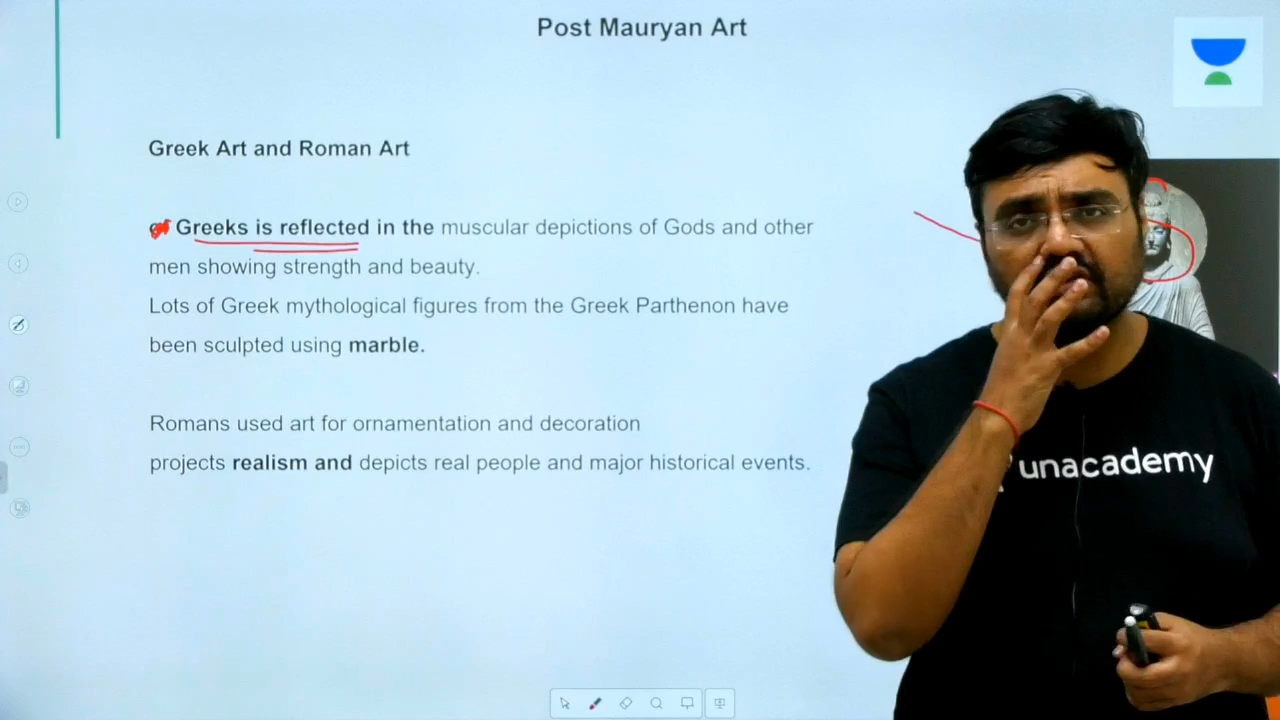 Post Mauryan Art
Greek Art and Roman Art
Greeks is reflected in the muscular depictions of Gods and other
men showing strength and beauty.
Lots of Greek mythological figures from the Greek Parthenon have
been sculpted using marble.
Romans used art for ornamentation and decoration
projects realism and depicts real people and major historical events.
unacademy